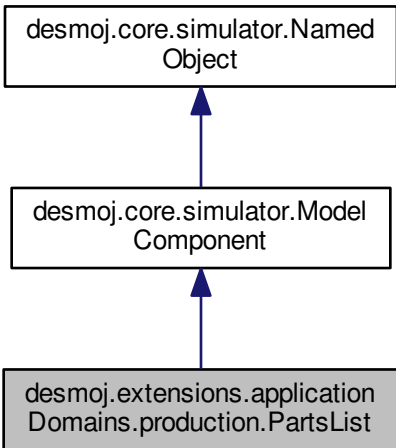 desmoj.core.simulator.Named
Object
desmoj.core.simulator.Model
Component
desmoj.extensions.application
Domains.production.PartsList